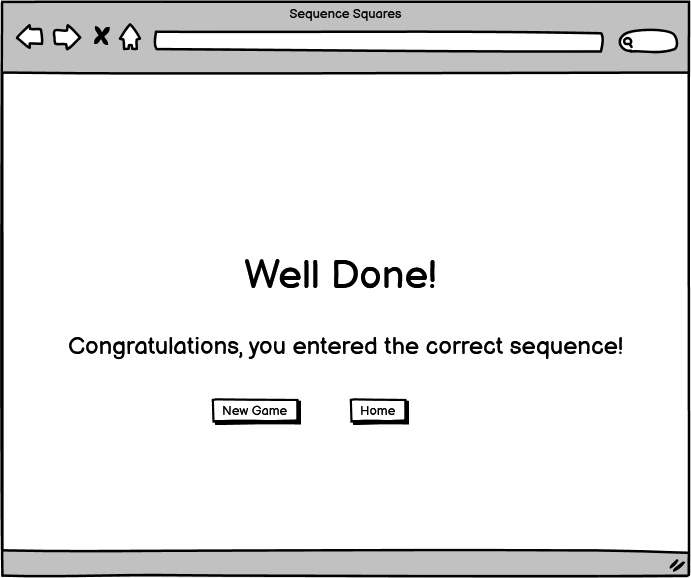 Sequence Squares
Well Done!
Congratulations, you entered the correct sequence!
New Game
Home